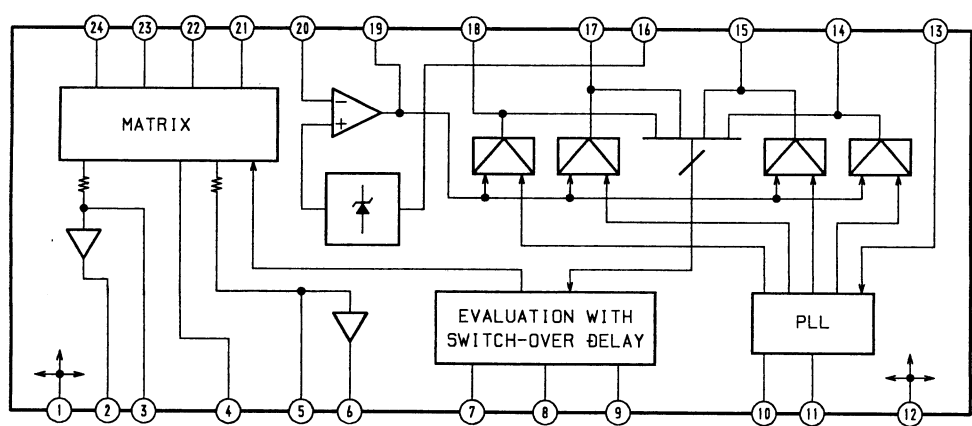 24 23 22 21 20 19 18 17 16 15 14 13
MATRIX
−
+
EVALUATION WITH
SWITCH-OVER DELAY
PLL
1 2 3 4 5 6 7 8 9 10 11 12